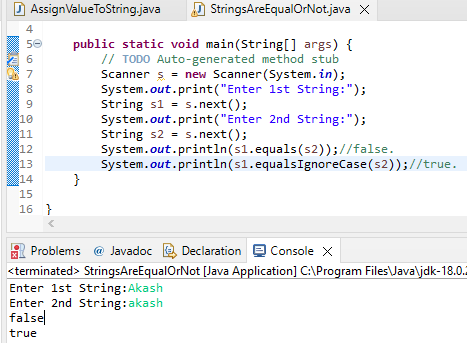 AssignValueToString.java StringsAreEqualOrNot.java
4
5 public static void main(String[] args) {
6 // TODO Auto-generated method stub
7 Scanner s = new Scanner(System.in);
8 System.out.print("Enter 1st String:");
9 String s1 = s.next();
10 System.out.print("Enter 2nd String:");
11 String s2 = s.next();
12 System.out.println(s1.equals(s2));//false.
13 System.out.println(s1.equalsIgnoreCase(s2));//true.
14 }
15
16 }
Problems @ Javadoc Declaration Console
<terminated> StringsAreEqualOrNot [Java Application] C:\Program Files\Java\jdk-18.0.2
Enter 1st String:Akash
Enter 2nd String:akash
false
true